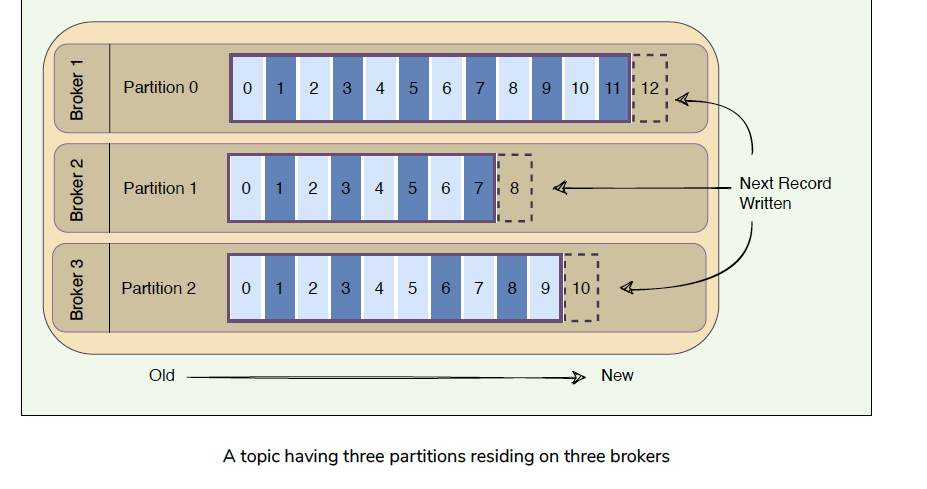 Broker 1
Partition 0
0 1 2 3 4 5 6 7 8 9 10 11 12
Broker 2
Partition 1
0 1 2 3 4 5 6 7 8
Next Record
Written
Broker 3
Partition 2
0 1 2 3 4 5 6 7 8 9 10
Old New
A topic having three partitions residing on three brokers